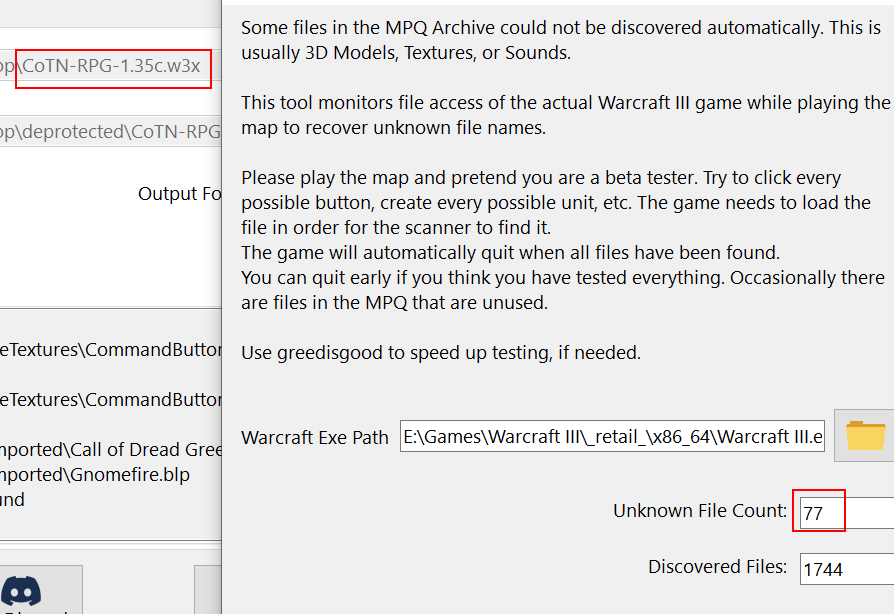 op\CoTN-RPG-1.35c.w3x
op\deprotected\CoTN-RPG
Output Fo
eTextures\CommandButton
eTextures\CommandButton
mported\Call of Dread Gree
mported\Gnomefire.blp
und
Some files in the MPQ Archive could not be discovered automatically. This is
usually 3D Models, Textures, or Sounds.
This tool monitors file access of the actual Warcraft III game while playing the
map to recover unknown file names.
Please play the map and pretend you are a beta tester. Try to click every
possible button, create every possible unit, etc. The game needs to load the
file in order for the scanner to find it.
The game will automatically quit when all files have been found.
You can quit early if you think you have tested everything. Occasionally there
are files in the MPQ that are unused.
Use greedisgood to speed up testing, if needed.
Warcraft Exe Path E:\Games\Warcraft III\_retail_\x86_64\Warcraft III.e
Unknown File Count: 77
Discovered Files: 1744